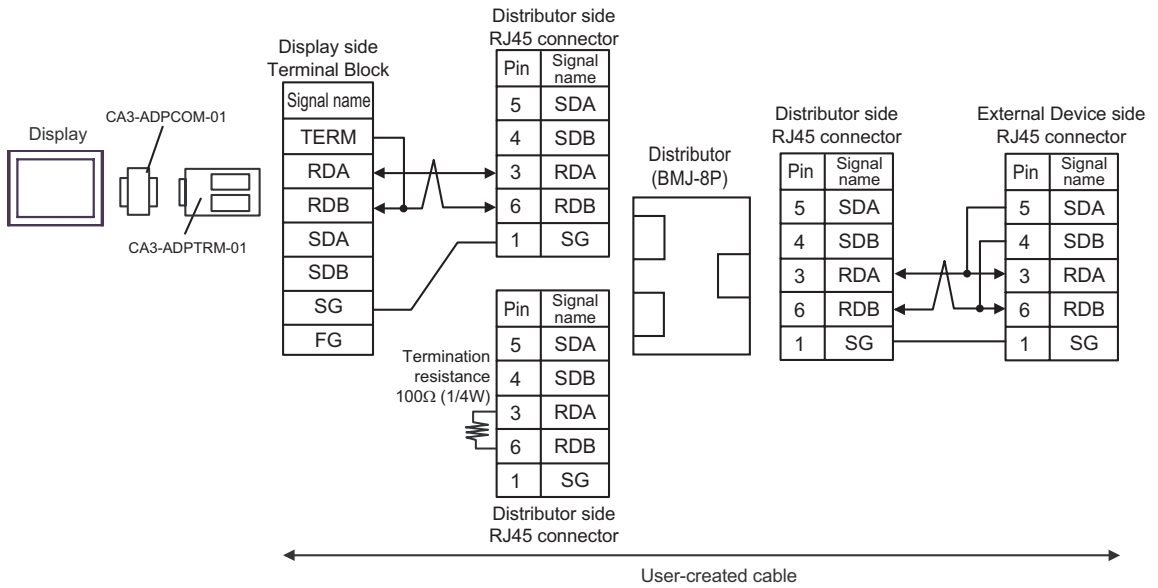 Display
CA3-ADPCOM-01
CA3-ADPTRM-01
Display side
Terminal Block
Signal name
TERM
RDA
RDB
SDA
SDB
SG
FG
Distributor side
RJ45 connector
Pin Signal name
5 SDA
4 SDB
3 RDA
6 RDB
1 SG
Termination
resistance
100Ω (1/4W)
Pin Signal name
5 SDA
4 SDB
3 RDA
6 RDB
1 SG
Distributor side
RJ45 connector
Distributor
(BMJ-8P)
Distributor side
RJ45 connector
Pin Signal name
5 SDA
4 SDB
3 RDA
6 RDB
1 SG
External Device side
RJ45 connector
Pin Signal name
5 SDA
4 SDB
3 RDA
6 RDB
1 SG
User-created cable